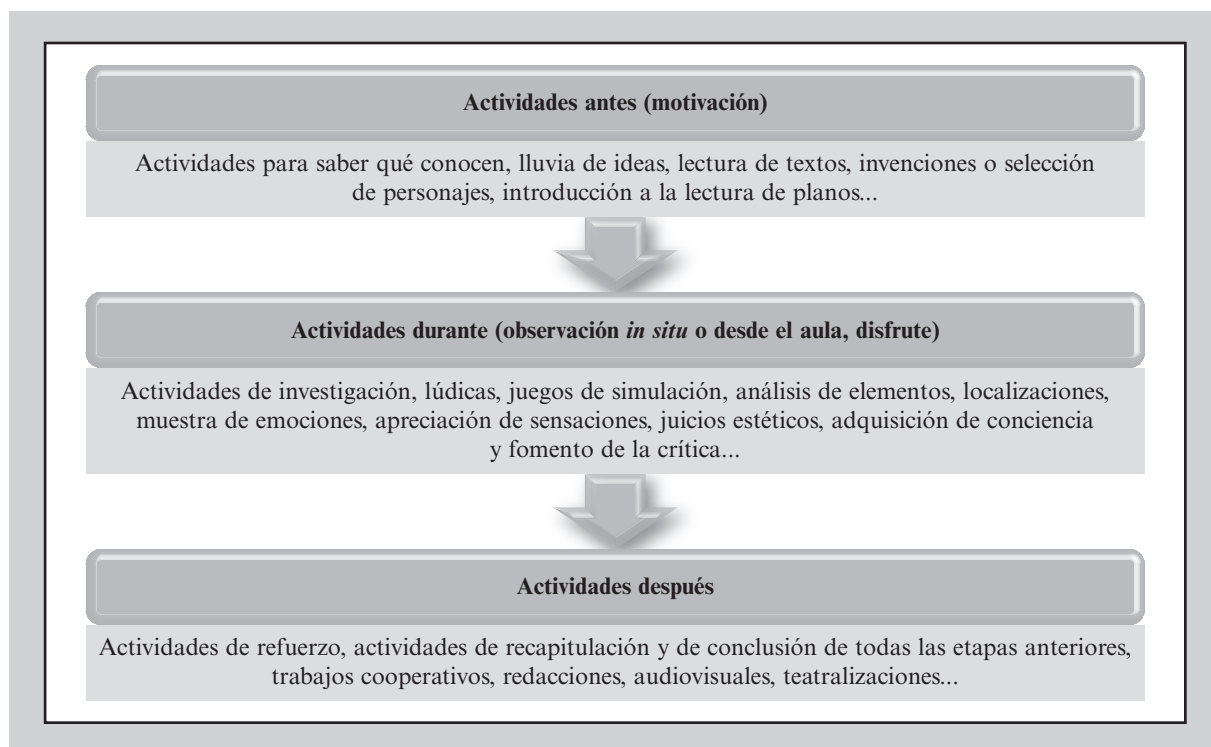 Actividades antes (motivación)
Actividades para saber qué conocen, lluvia de ideas, lectura de textos, invenciones o selección
de personajes, introducción a la lectura de planos...
Actividades durante (observación in situ o desde el aula, disfrute)
Actividades de investigación, lúdicas, juegos de simulación, análisis de elementos, localizaciones,
muestra de emociones, apreciación de sensaciones, juicios estéticos, adquisición de conciencia
y fomento de la crítica...
Actividades después
Actividades de refuerzo, actividades de recapitulación y de conclusión de todas las etapas anteriores,
trabajos cooperativos, redacciones, audiovisuales, teatralizaciones...